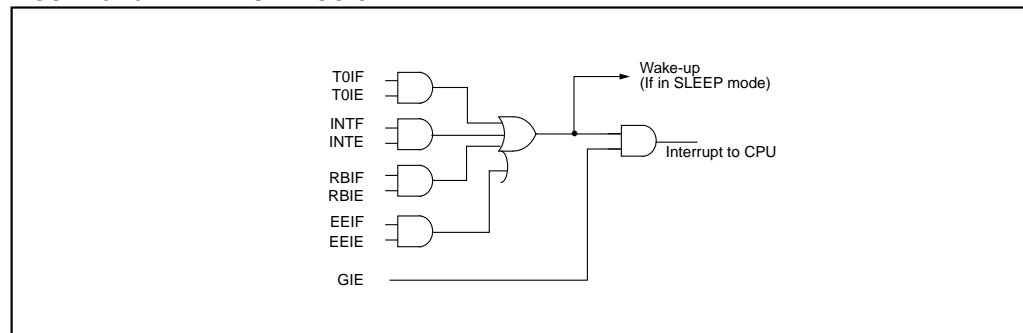 T0IF
T0IE
INTF
INTE
RBIF
RBIE
EEIF
EEIE
GIE
Wake-up
(If in SLEEP mode)
Interrupt to CPU